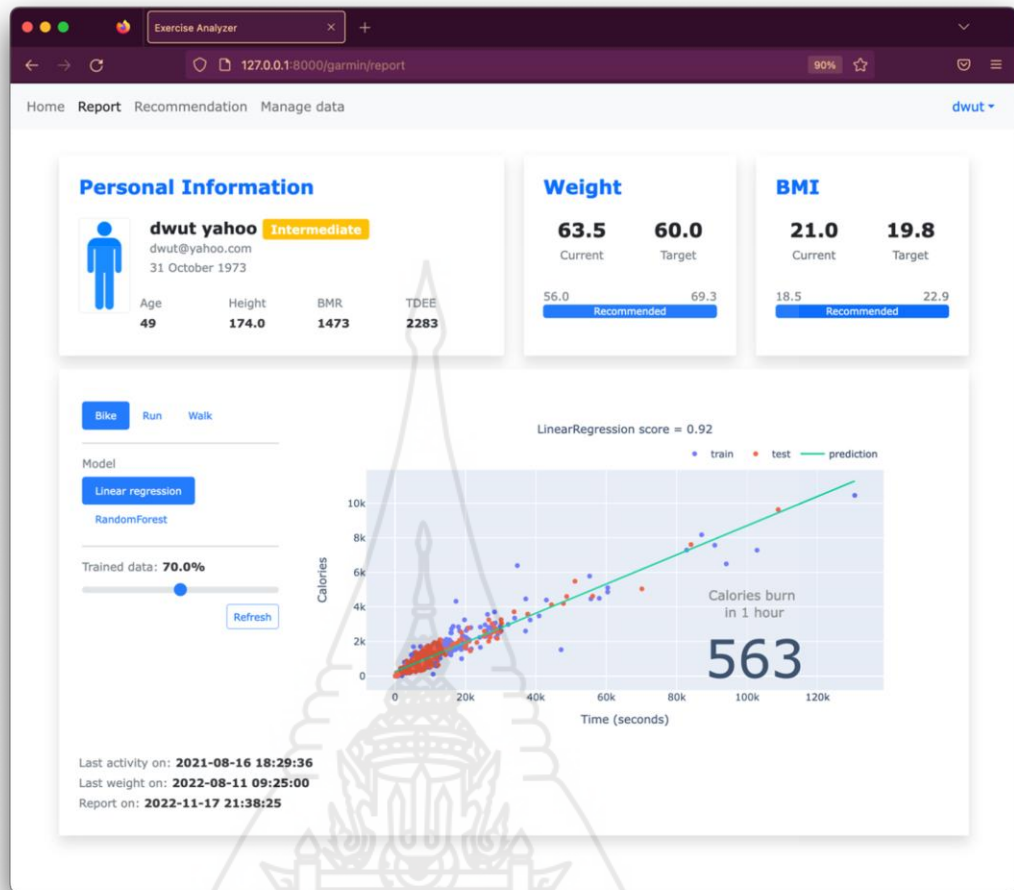 Exercise Analyzer
127.0.0.1:8000/garmin/report
90%
Home Report Recommendation Manage data dwut
Personal Information
dwut yahoo Intermediate
dwut@yahoo.com
31 October 1973
Age Height BMR TDEE
49 174.0 1473 2283
Weight
63.5 60.0
Current Target
56.0 69.3
Recommended
BMI
21.0 19.8
Current Target
18.5 22.9
Recommended
Bike Run Walk
Model
Linear regression
RandomForest
Trained data: 70.0%
Refresh
LinearRegression score = 0.92
train test prediction
10k
8k
6k
4k
2k
0
Calories
0 20k 40k 60k 80k 100k 120k
Time (seconds)
Calories burn
in 1 hour
563
Last activity on: 2021-08-16 18:29:36
Last weight on: 2022-08-11 09:25:00
Report on: 2022-11-17 21:38:25